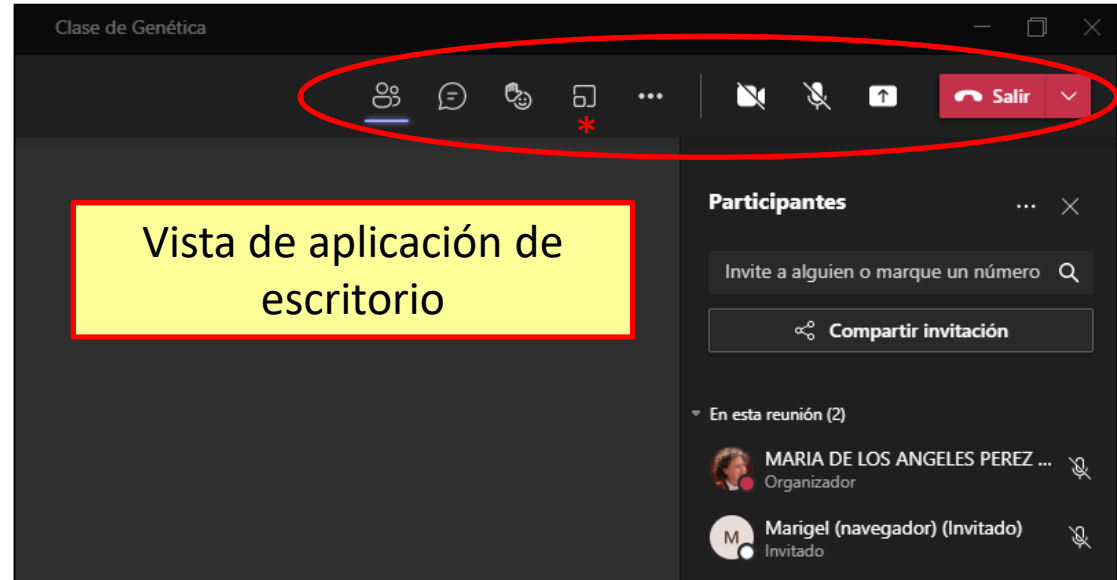 Clase de Genética
*
Salir
Vista de aplicación de
escritorio
Participantes
Invite a alguien o marque un número
Compartir invitación
En esta reunión (2)
MARIA DE LOS ANGELES PEREZ ...
Organizador
M
Marigel (navegador) (Invitado)
Invitado